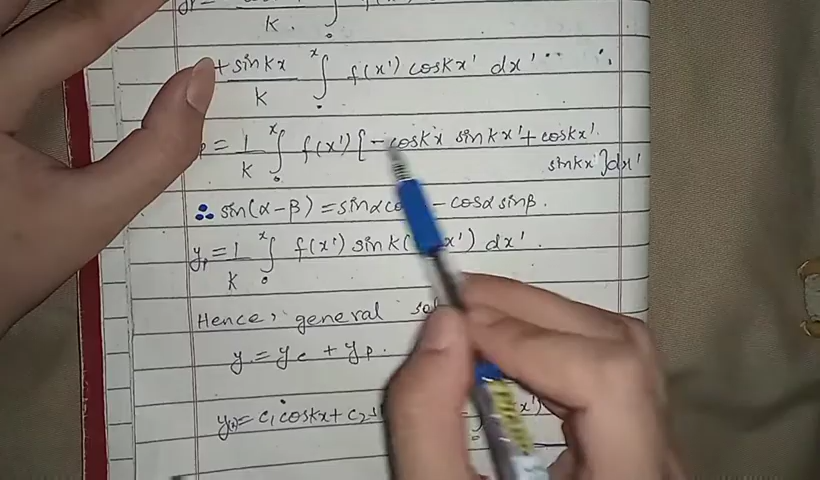 K.
+ sinkx / K ∫₀ˣ f(x') coskx' dx'
= 1/K ∫₀ˣ f(x') [- coskx sinkx' + coskx'
sinkx]dx'
∴ sin(α-β) = sinα - cosα sinβ.
yₚ = 1/K ∫₀ˣ f(x') sink( x') dx'.
Hence, general
y = y꜀ + yₚ.
y(x) = c₁coskx + c₂ x')